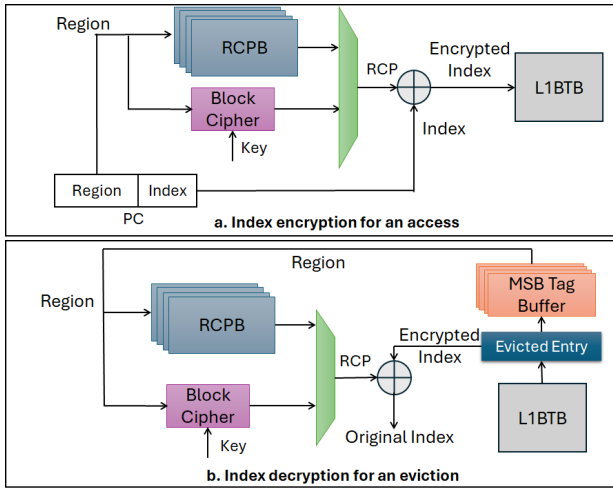 Region
RCPB
Block
Cipher
Key
RCP
Encrypted
Index
Index
L1BTB
Region
Index
PC
a. Index encryption for an access
Region
Region
RCPB
Block
Cipher
Key
RCP
Encrypted
Index
Original Index
MSB Tag
Buffer
Evicted Entry
L1BTB
b. Index decryption for an eviction